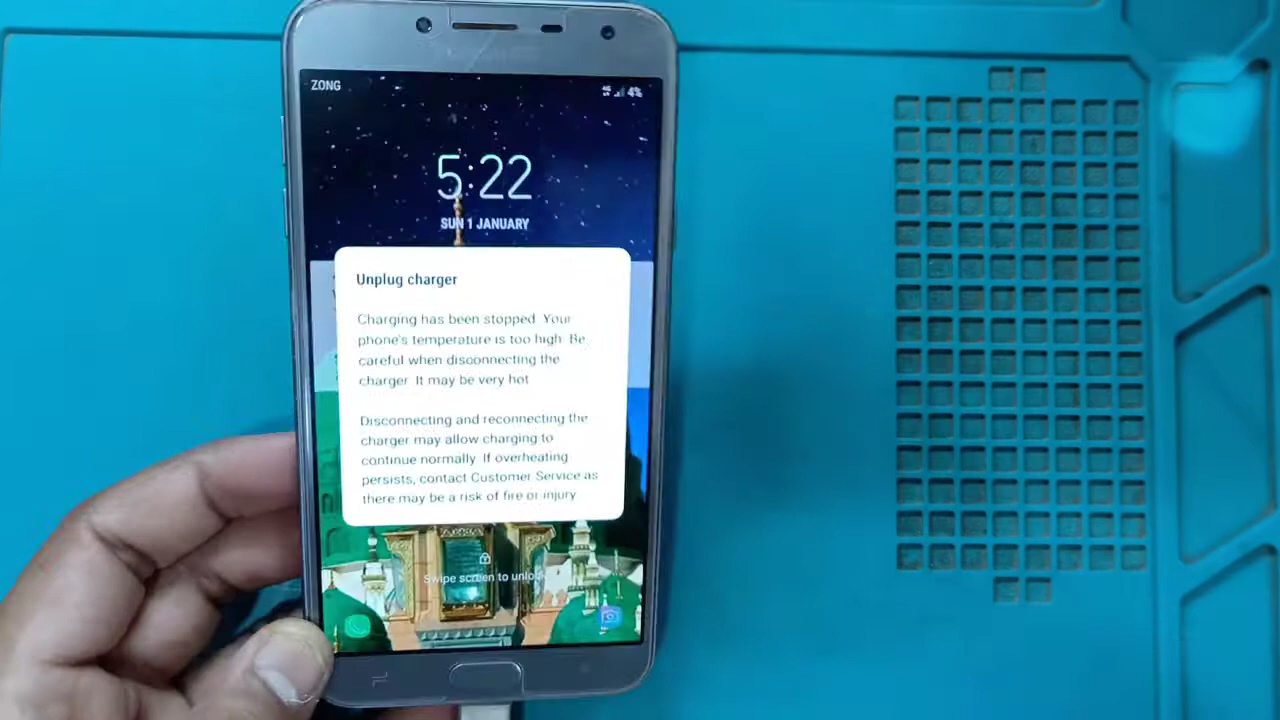 ZONG
4G 4%
5:22
SUN 1 JANUARY
Unplug charger
Charging has been stopped. Your
phone's temperature is too high. Be
careful when disconnecting the
charger. It may be very hot
Disconnecting and reconnecting the
charger may allow charging to
continue normally. If overheating
persists, contact Customer Service as
there may be a risk of fire or injury
Swipe screen to unlock